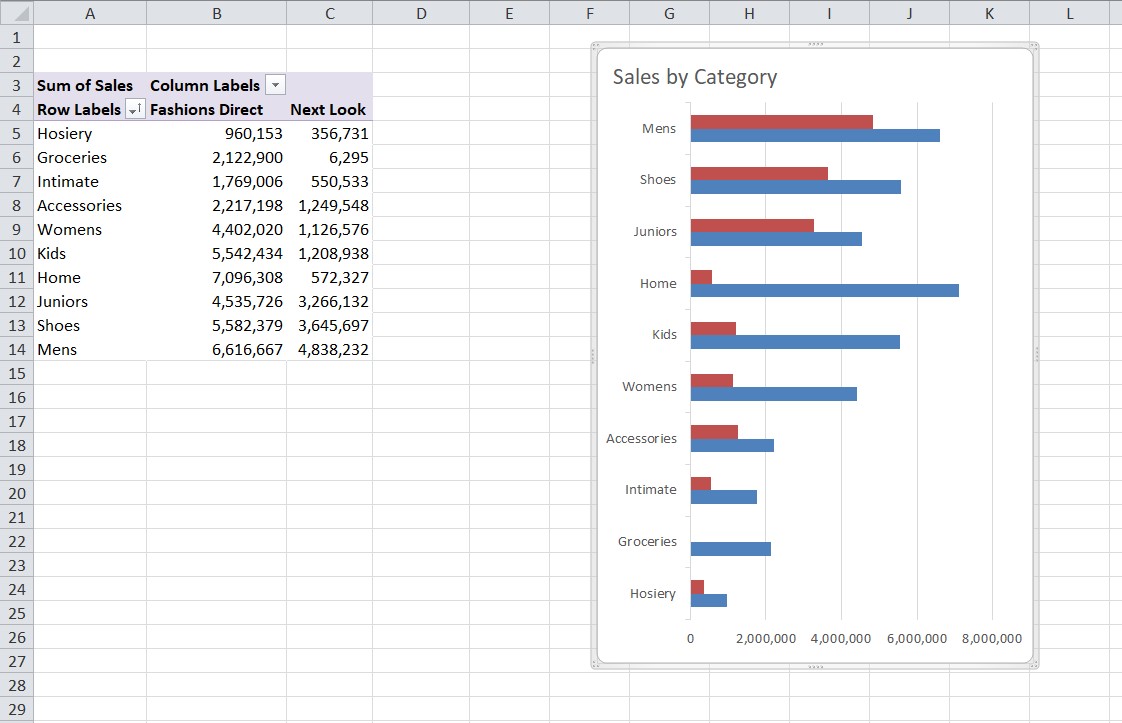 A B C D E F G H I J K L
1
2
3 Sum of Sales Column Labels
4 Row Labels Fashions Direct Next Look
5 Hosiery 960,153 356,731
6 Groceries 2,122,900 6,295
7 Intimate 1,769,006 550,533
8 Accessories 2,217,198 1,249,548
9 Womens 4,402,020 1,126,576
10 Kids 5,542,434 1,208,938
11 Home 7,096,308 572,327
12 Juniors 4,535,726 3,266,132
13 Shoes 5,582,379 3,645,697
14 Mens 6,616,667 4,838,232
15
16
17
18
19
20
21
22
23
24
25
26
27
28
29
Sales by Category
Mens
Shoes
Juniors
Home
Kids
Womens
Accessories
Intimate
Groceries
Hosiery
0 2,000,000 4,000,000 6,000,000 8,000,000